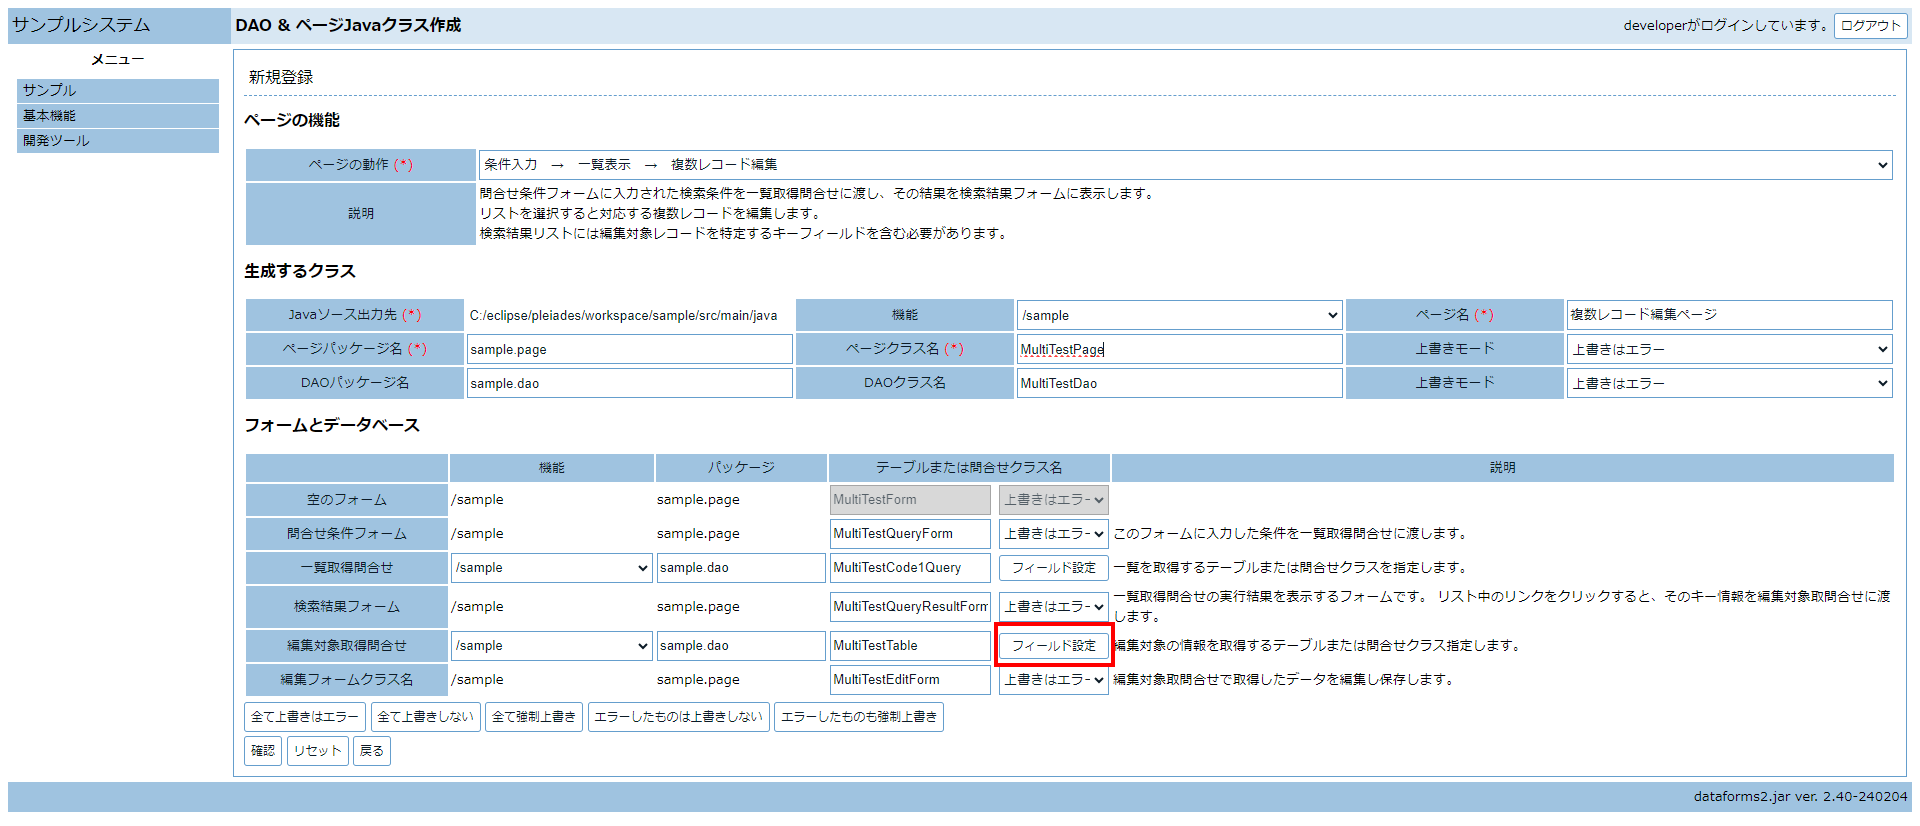 サンプルシステム
DAO & ページJavaクラス作成
developerがログインしています。 ログアウト
メニュー
サンプル
基本機能
開発ツール
新規登録
ページの機能
ページの動作 (*) 条件入力 → 一覧表示 → 複数レコード編集
説明
問合せ条件フォームに入力された検索条件を一覧取得問合せに渡し、その結果を検索結果フォームに表示します。
リストを選択すると対応する複数レコードを編集します。
検索結果リストには編集対象レコードを特定するキーフィールドを含む必要があります。
生成するクラス
Javaソース出力先 (*) C:/eclipse/pleiades/workspace/sample/src/main/java 機能 /sample ページ名 (*) 複数レコード編集ページ
ページパッケージ名 (*) sample.page ページクラス名 (*) MultiTestPage 上書きモード 上書きはエラー
DAOパッケージ名 sample.dao DAOクラス名 MultiTestDao 上書きモード 上書きはエラー
フォームとデータベース
機能 パッケージ テーブルまたは問合せクラス名 説明
空のフォーム /sample sample.page MultiTestForm 上書きはエラー
問合せ条件フォーム /sample sample.page MultiTestQueryForm 上書きはエラー このフォームに入力した条件を一覧取得問合せに渡します。
一覧取得問合せ /sample sample.dao MultiTestCode1Query フィールド設定 一覧を取得するテーブルまたは問合せクラスを指定します。
検索結果フォーム /sample sample.page MultiTestQueryResultForm 上書きはエラー 一覧取得問合せの実行結果を表示するフォームです。 リスト中のリンクをクリックすると、そのキー情報を編集対象取問合せに渡
します。
編集対象取得問合せ /sample sample.dao MultiTestTable フィールド設定 編集対象の情報を取得するテーブルまたは問合せクラス指定します。
編集フォームクラス名 /sample sample.page MultiTestEditForm 上書きはエラー 編集対象取問合せで取得したデータを編集し保存します。
全て上書きはエラー 全て上書きしない 全て強制上書き エラーしたものは上書きしない エラーしたものも強制上書き
確認 リセット 戻る
dataforms2.jar ver. 2.40-240204